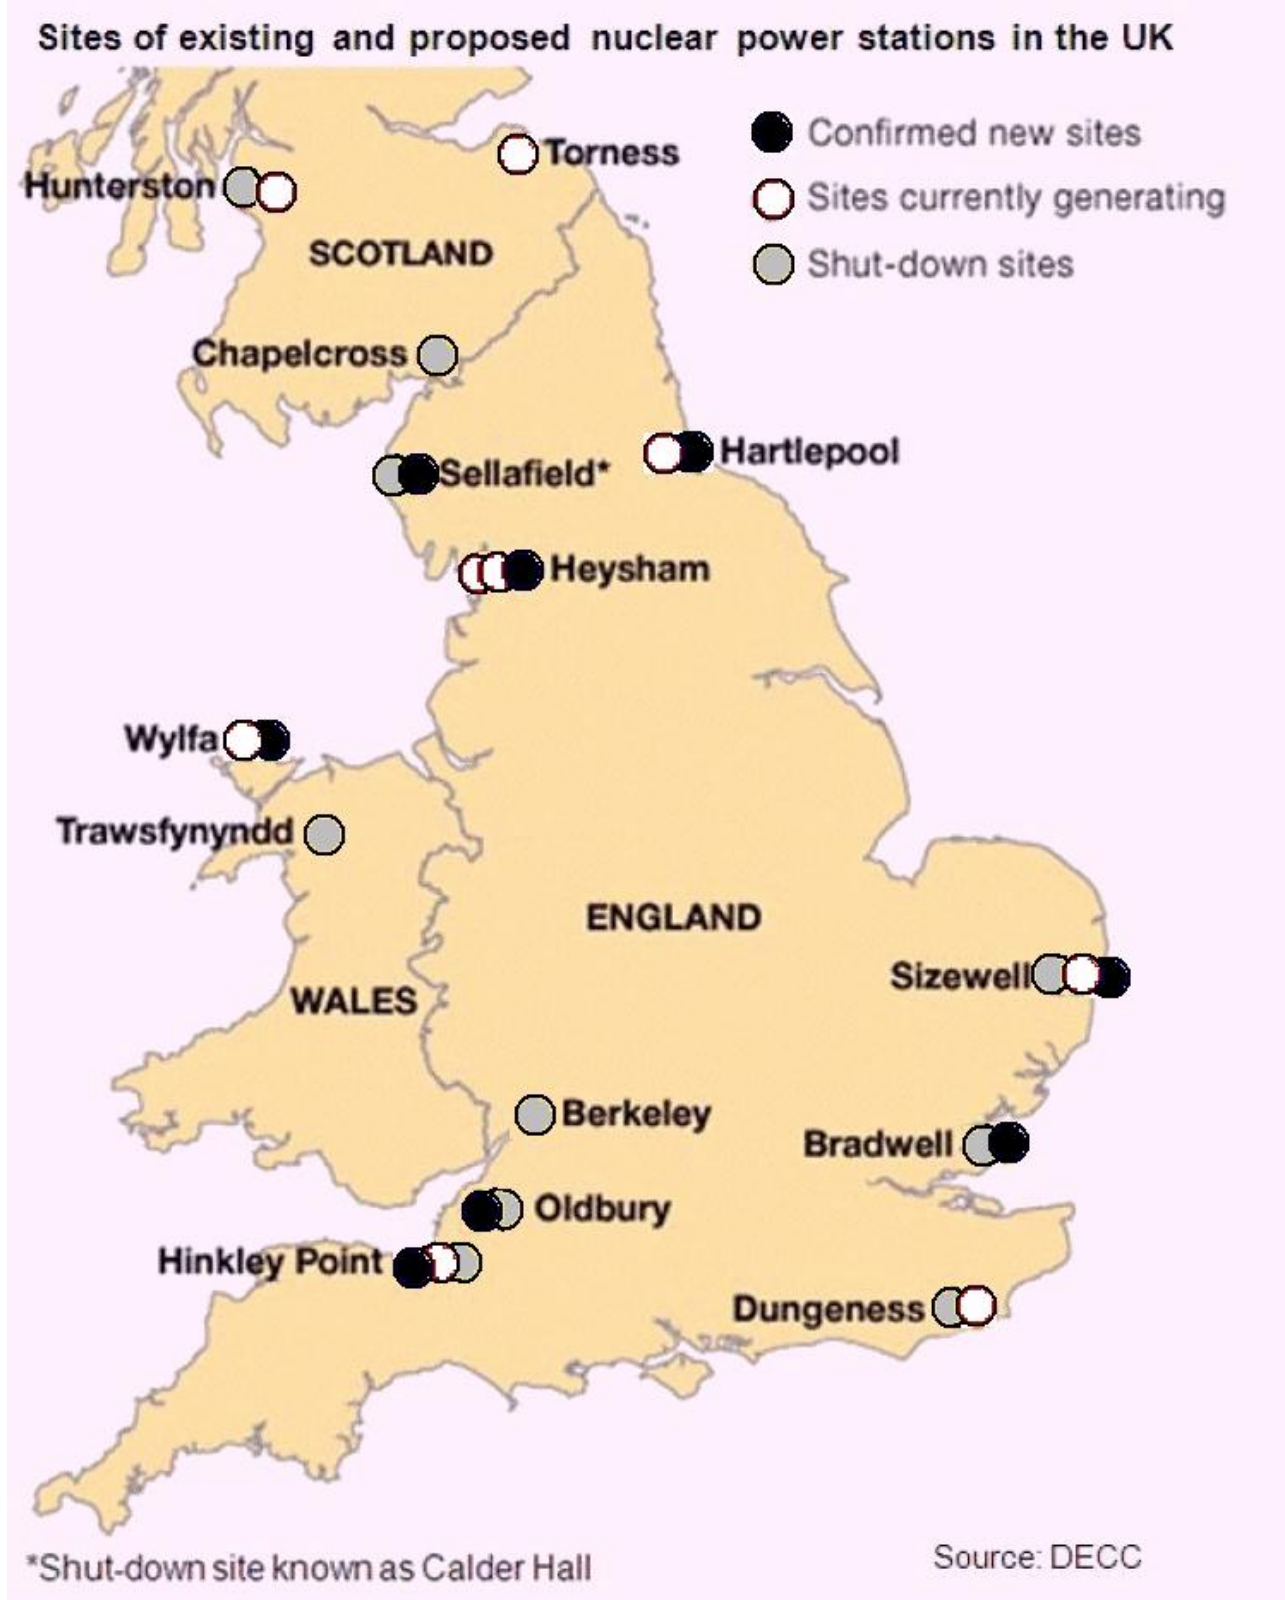 Sites of existing and proposed nuclear power stations in the UK
Confirmed new sites
Sites currently generating
Shut-down sites
Torness
Hunterston
SCOTLAND
Chapelcross
Hartlepool
Sellafield*
Heysham
Wylfa
Trawsfynyndd
ENGLAND
Sizewell
WALES
Berkeley
Bradwell
Oldbury
Hinkley Point
Dungeness
*Shut-down site known as Calder Hall
Source: DECC